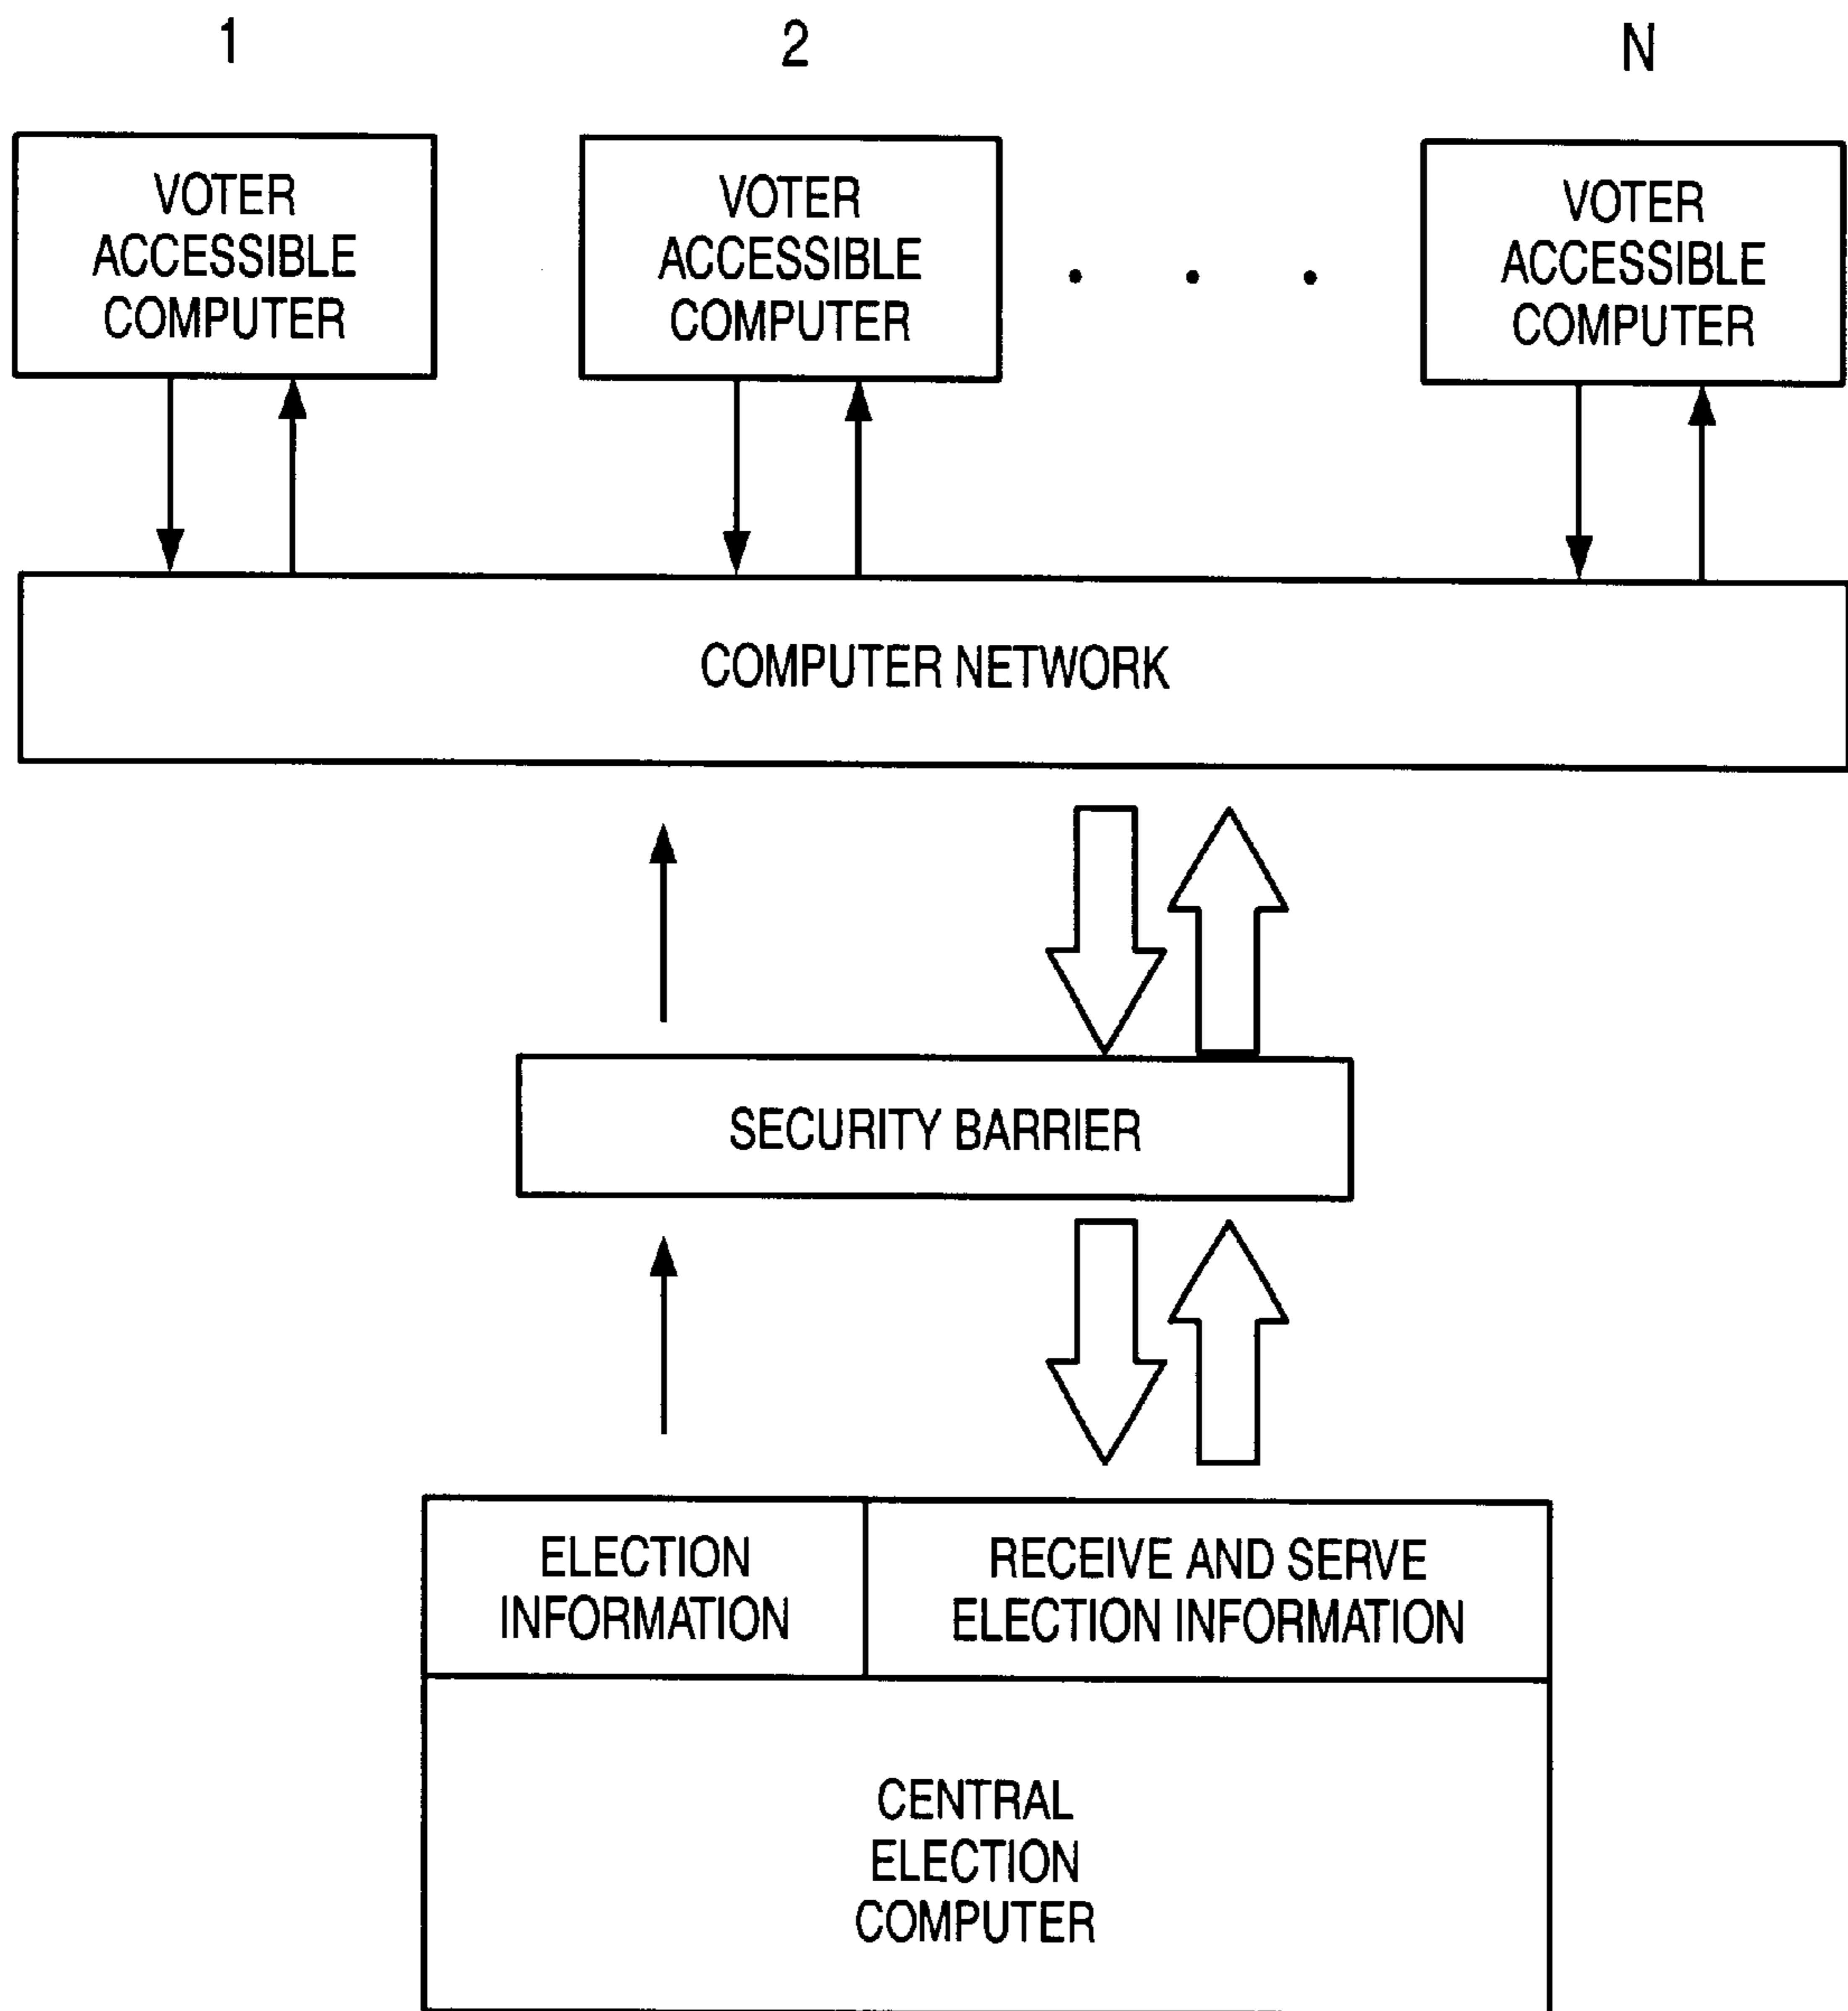 1
2
N
VOTER
ACCESSIBLE
COMPUTER
VOTER
ACCESSIBLE
COMPUTER
VOTER
ACCESSIBLE
COMPUTER
COMPUTER NETWORK
SECURITY BARRIER
ELECTION
INFORMATION
RECEIVE AND SERVE
ELECTION INFORMATION
CENTRAL
ELECTION
COMPUTER